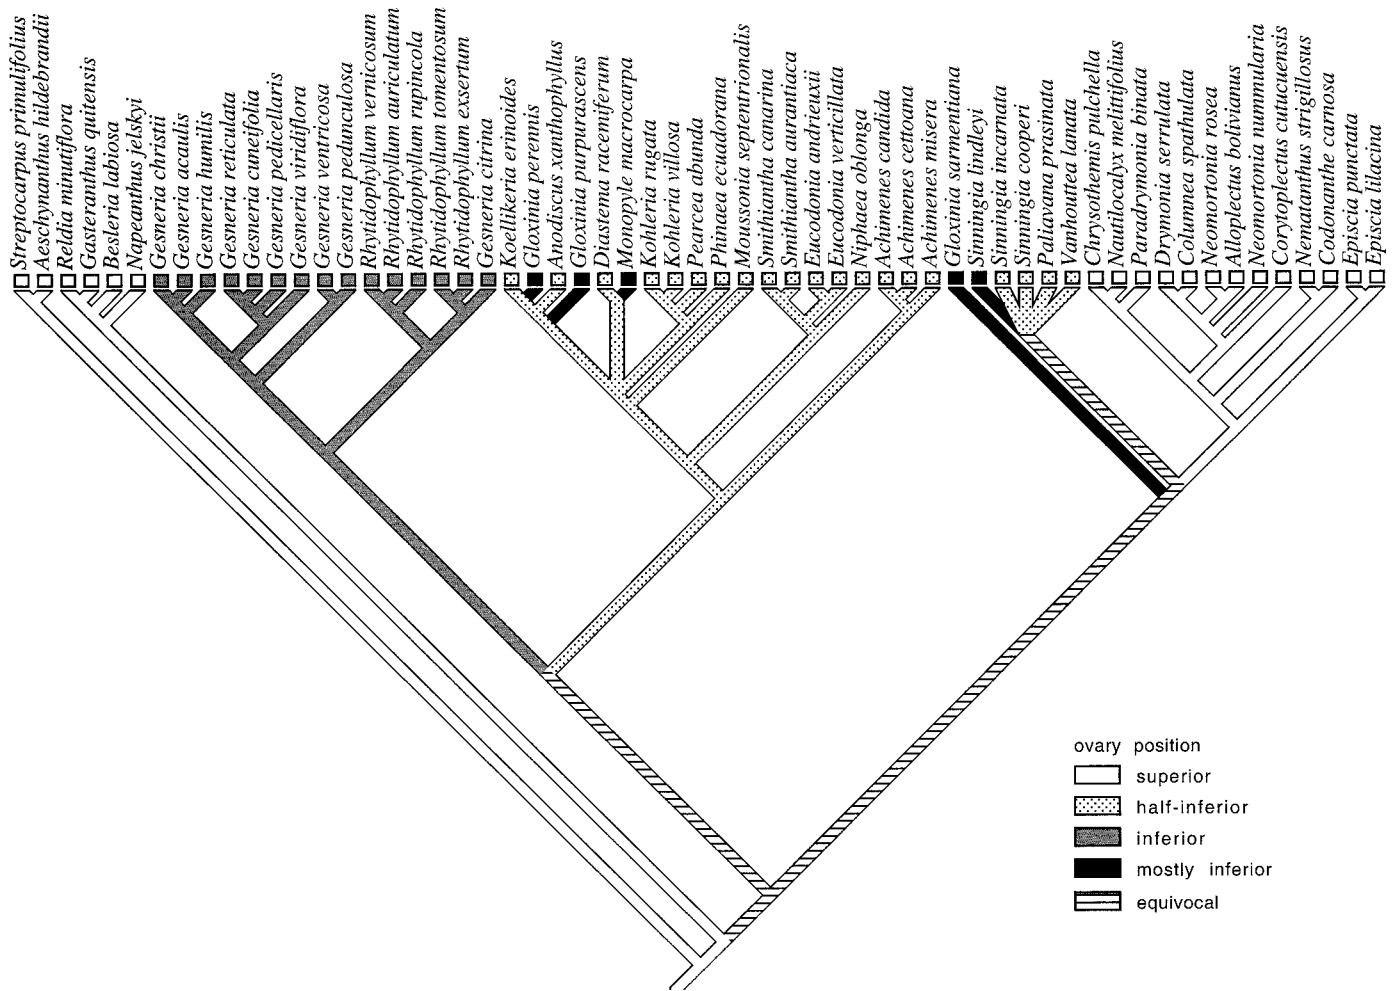 Streptocarpus primulifolius
Aeschynanthus hildebrandii
Reldia minutiflora
Gasteranthus quitensis
Besleria labiosa
Napeanthus jelskyi
Gesneria christii
Gesneria acaulis
Gesneria humilis
Gesneria reticulata
Gesneria cuneifolia
Gesneria pedicellaris
Gesneria viridiflora
Gesneria ventricosa
Gesneria pedunculosa
Rhytidophyllum vernicosum
Rhytidophyllum auriculatum
Rhytidophyllum rupincola
Rhytidophyllum tomentosum
Rhytidophyllum exsertum
Gesneria citrina
Koellikeria erinoides
Gloxinia perennis
Anodiscus xanthophyllus
Gloxinia purpurascens
Diastema racemiferum
Monopyle macrocarpa
Kohleria rugata
Kohleria villosa
Pearcea abunda
Phinaea ecuadorana
Moussonia septentrionalis
Smithiantha canarina
Smithiantha aurantiaca
Eucodonia andrieuxii
Eucodonia verticillata
Niphaea oblonga
Achimenes candida
Achimenes cettoana
Achimenes misera
Gloxinia sarmentiana
Sinningia lindleyi
Sinningia incarnata
Sinningia cooperi
Paliavana prasinata
Vanhouttea lanata
Chrysothemis pulchella
Nautilocalyx melittifolius
Paradrymonia binata
Drymonia serrulata
Columnea spathulata
Neomortonia rosea
Alloplectus bolivianus
Neomortonia nummularia
Corytoplectus cutucuensis
Nematanthus strigillosus
Codonanthe carnosa
Episcia punctata
Episcia lilacina
ovary position
superior
half-inferior
inferior
mostly inferior
equivocal